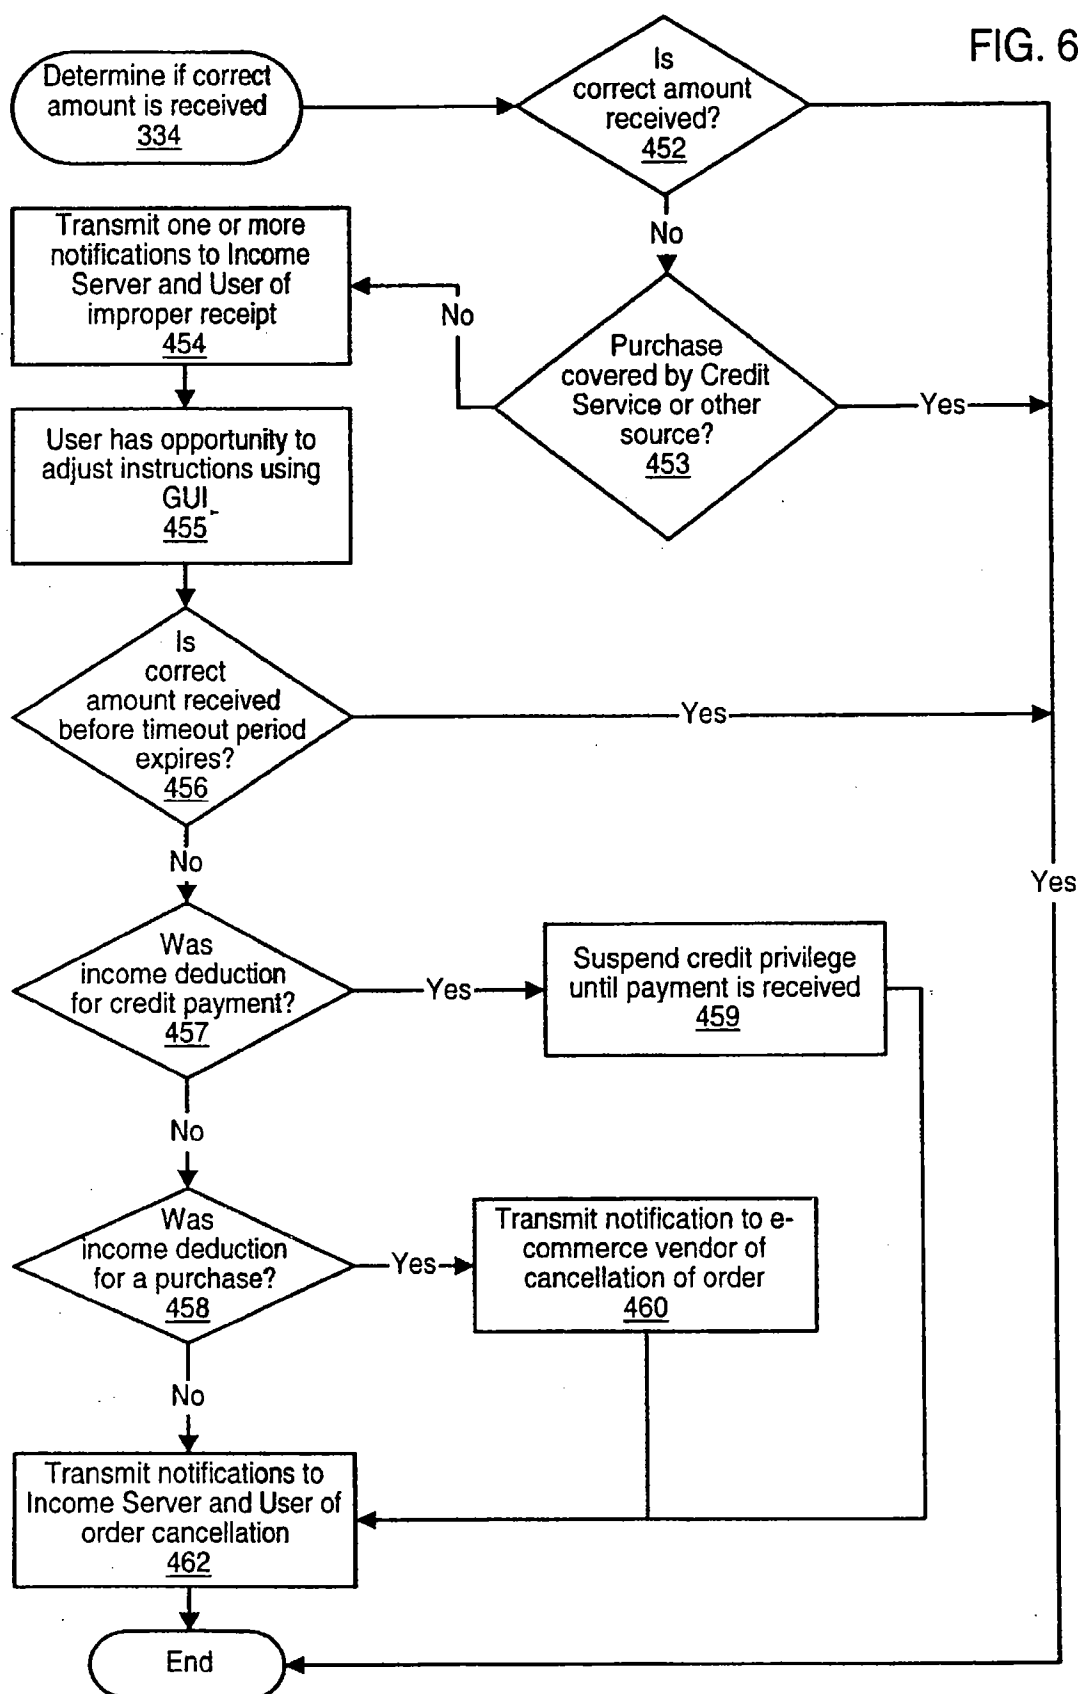 FIG. 6
Determine if correct
amount is received
334
Is
correct amount
received?
452
No
Transmit one or more
notifications to Income
Server and User of
improper receipt
454
No
Purchase
covered by Credit
Service or other
source?
453
Yes
User has opportunity to
adjust instructions using
GUI
455
Is
correct
amount received
before timeout period
expires?
456
Yes
No
Yes
Was
income deduction
for credit payment?
457
Yes
Suspend credit privilege
until payment is received
459
No
Was
income deduction
for a purchase?
458
Yes
Transmit notification to e-
commerce vendor of
cancellation of order
460
No
Transmit notifications to
Income Server and User of
order cancellation
462
End